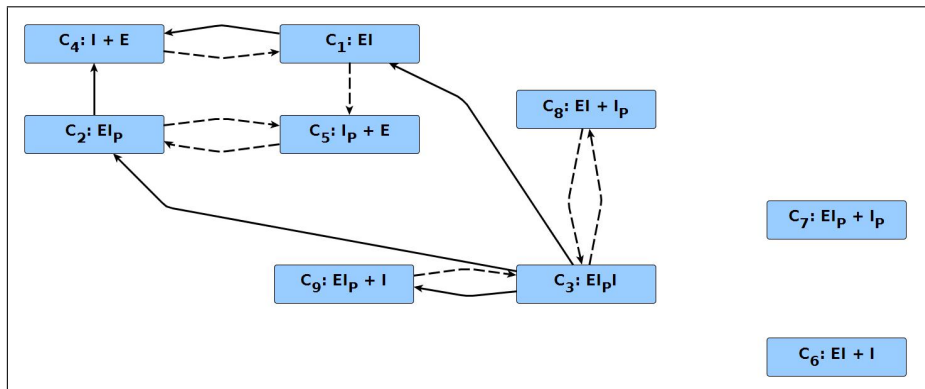 C₄: I + E
C₁: EI
C₈: EI + Iₚ
C₂: EIₚ
C₅: Iₚ + E
C₇: EIₚ + Iₚ
C₉: EIₚ + I
C₃: EIₚI
C₆: EI + I